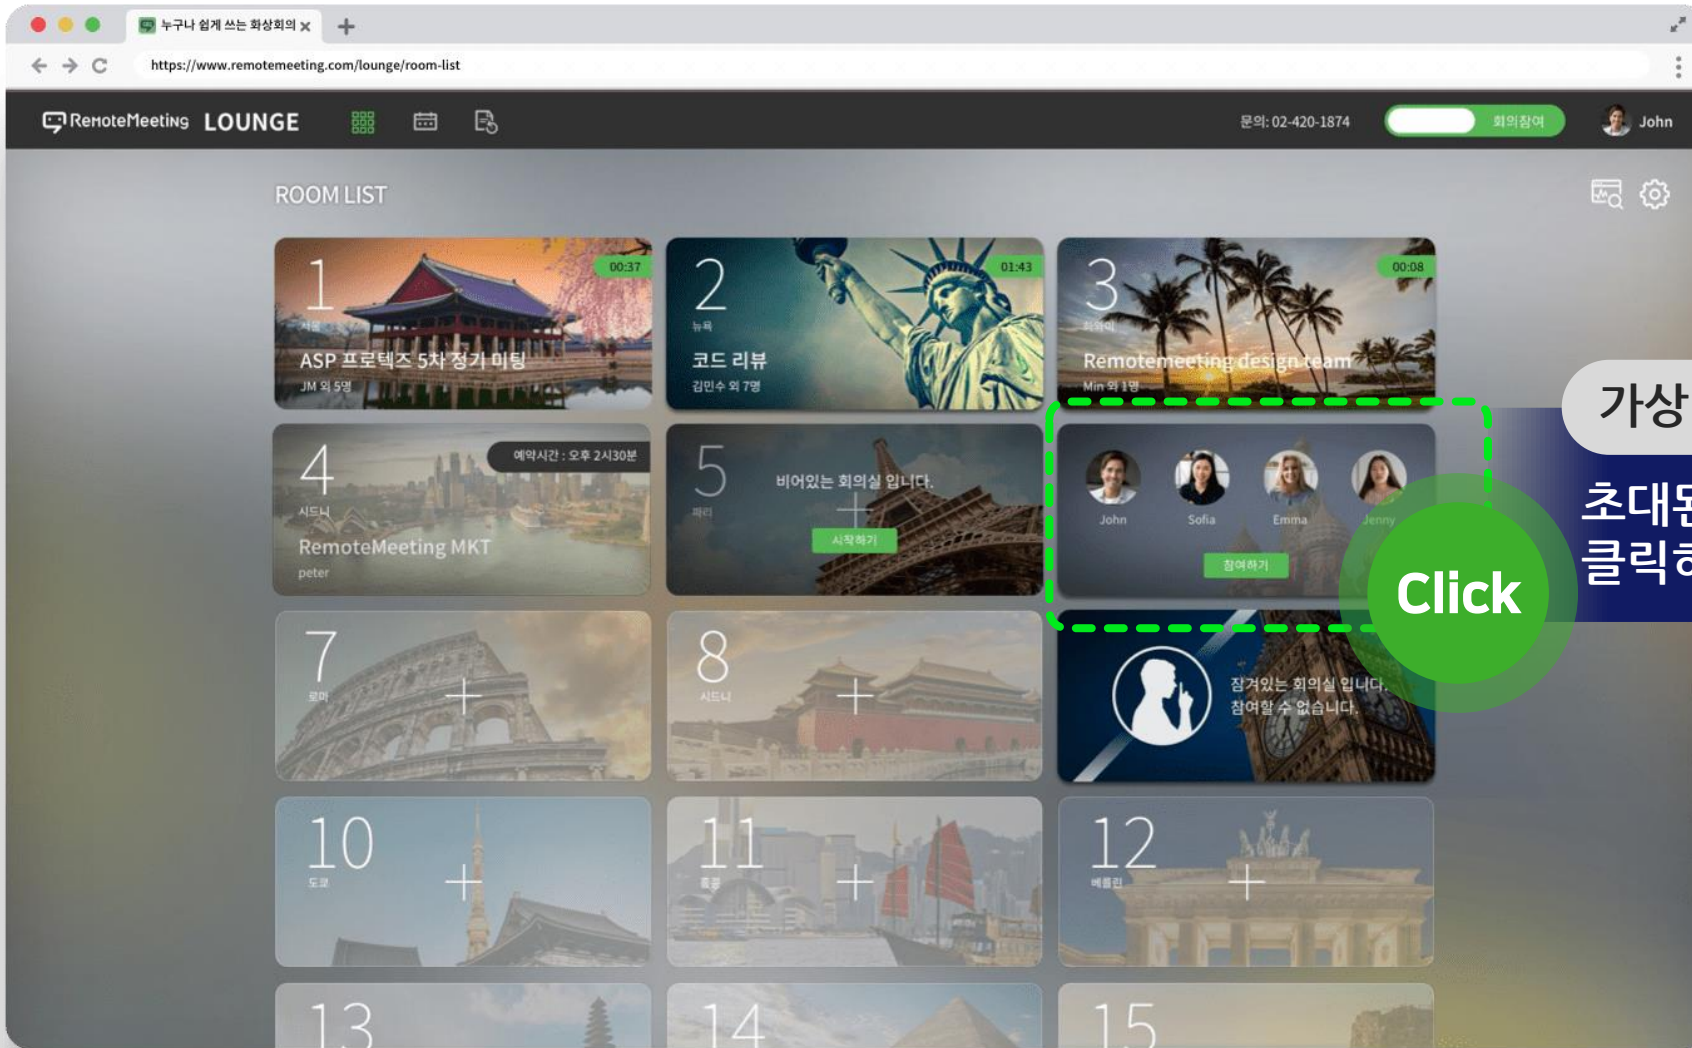 누구나 쉽게 쓰는 화상회의
https://www.remotemeeting.com/lounge/room-list
RemoteMeeting LOUNGE
문의: 02-420-1874
회의참여
John
ROOM LIST
1
00:37
서울
ASP 프로텍즈 5차 정기 미팅
JM 외 5명
2
01:43
뉴욕
코드 리뷰
김민수 외 7명
3
00:08
하와이
Remotemeeting design team
Min 외 1명
4
예약시간 : 오후 2시30분
시드니
RemoteMeeting MKT
peter
5
비어있는 회의실 입니다.
파리
시작하기
John
Sofia
Emma
Jenny
참여하기
Click
가상
초대된
클릭하
7
로마
8
시드니
잠겨있는 회의실 입니다.
참여할 수 없습니다.
10
도쿄
11
홍콩
12
베를린
13
14
15